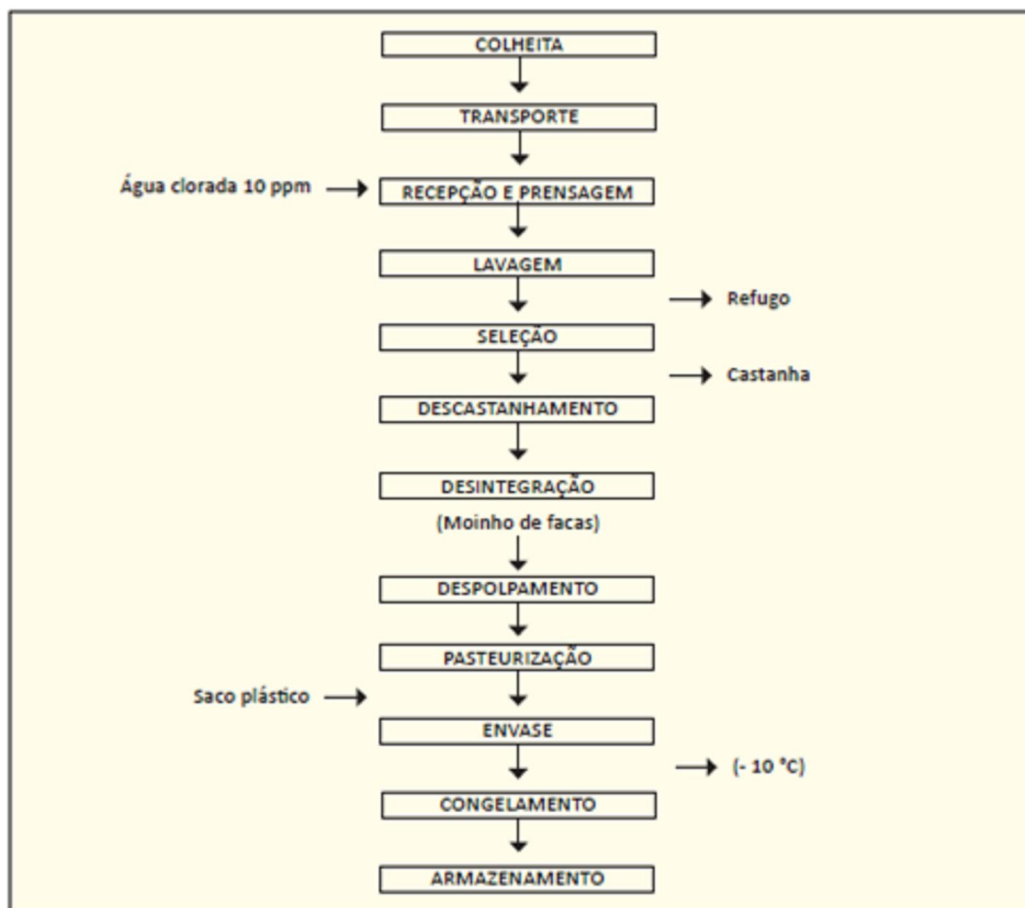 COLHEITA
TRANSPORTE
Água clorada 10 ppm
RECEPÇÃO E PRENSAGEM
LAVAGEM
Refugo
SELEÇÃO
Castanha
DESCASTANHAMENTO
DESINTEGRAÇÃO
(Moinho de facas)
DESPOLPAMENTO
PASTEURIZAÇÃO
Saco plástico
ENVASE
(- 10 °C)
CONGELAMENTO
ARMAZENAMENTO